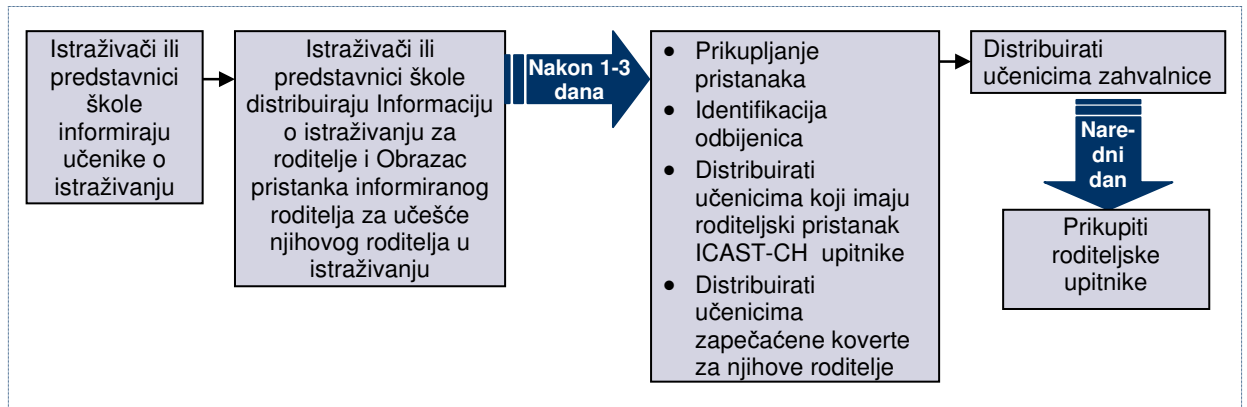 Istraživači ili
predstavnici
škole
informiraju
učenike o
istraživanju
Istraživači ili
predstavnici škole
distribuiraju Informaciju
o istraživanju za
roditelje i Obrazac
pristanka informiranog
roditelja za učešće
njihovog roditelja u
istraživanju
Nakon 1-3
dana
• Prikupljanje
pristanaka
• Identifikacija
odbijenica
• Distribuirati
učenicima koji imaju
roditeljski pristanak
ICAST-CH upitnike
• Distribuirati
učenicima
zapečaćene koverte
za njihove roditelje
Distribuirati
učenicima zahvalnice
Nare-
dni
dan
Prikupiti
roditeljske
upitnike